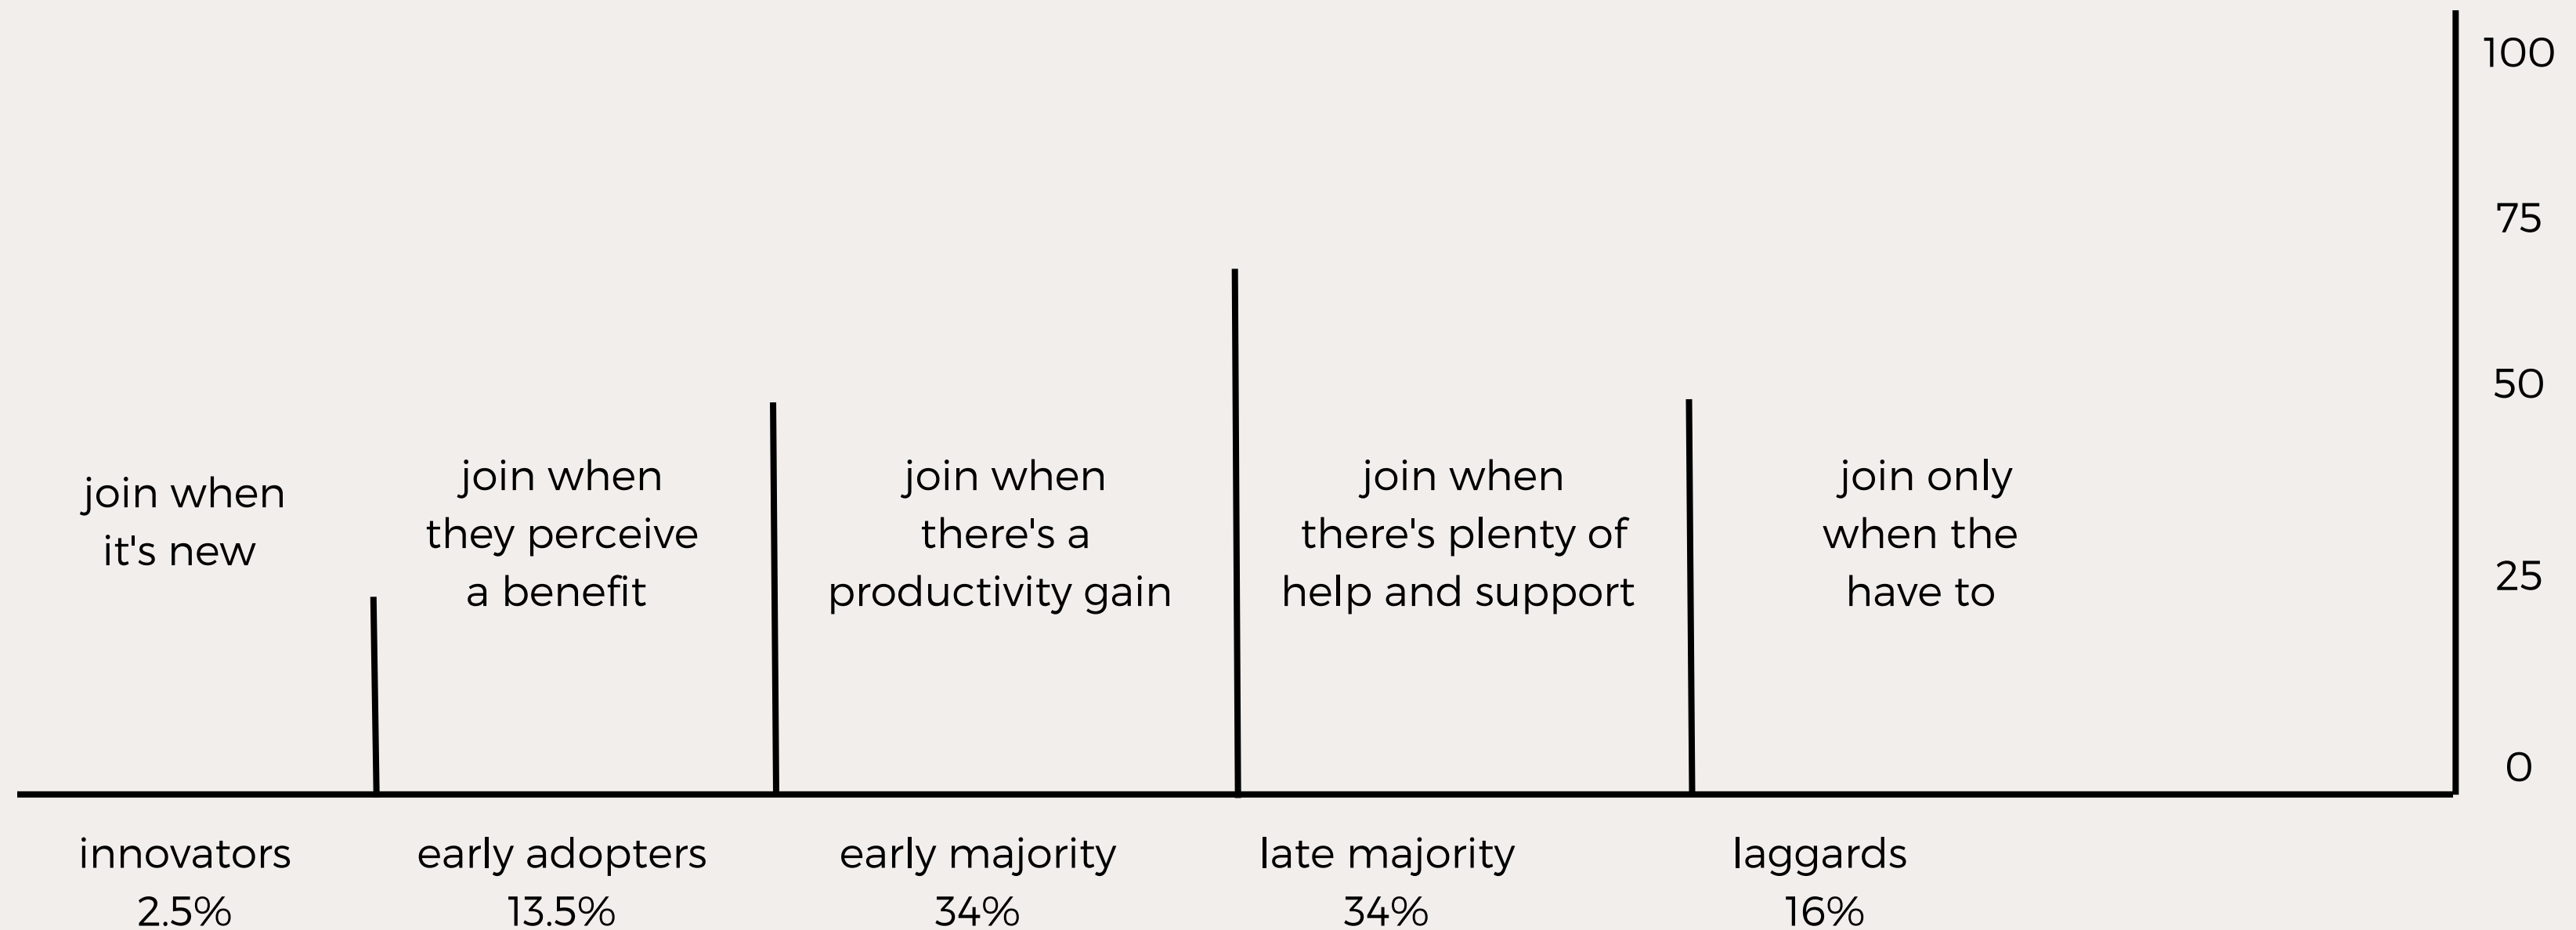 join when
it's new
join when
they perceive
a benefit
join when
there's a
productivity gain
join when
there's plenty of
help and support
join only
when the
have to
100
75
50
25
0
innovators
2.5%
early adopters
13.5%
early majority
34%
late majority
34%
laggards
16%